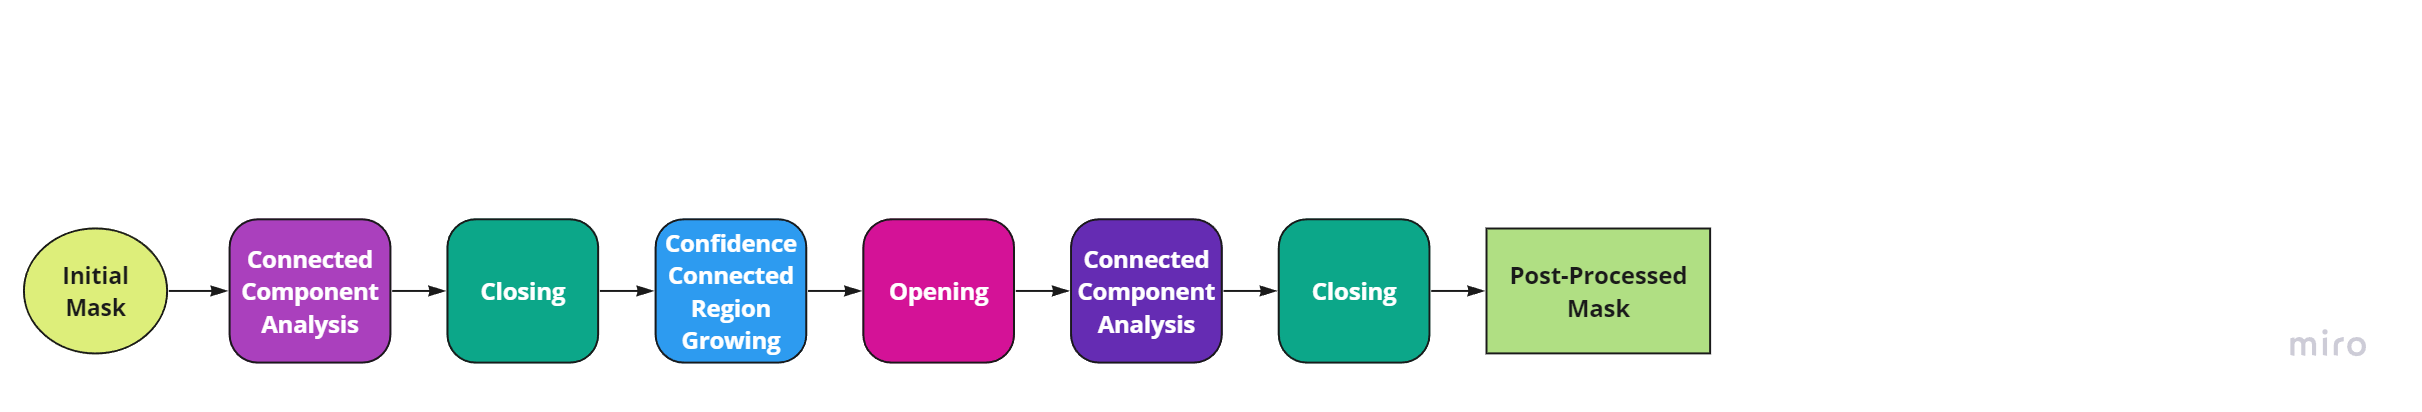 Initial
Mask
Connected
Component
Analysis
Closing
Confidence
Connected
Region
Growing
Opening
Connected
Component
Analysis
Closing
Post-Processed
Mask
miro